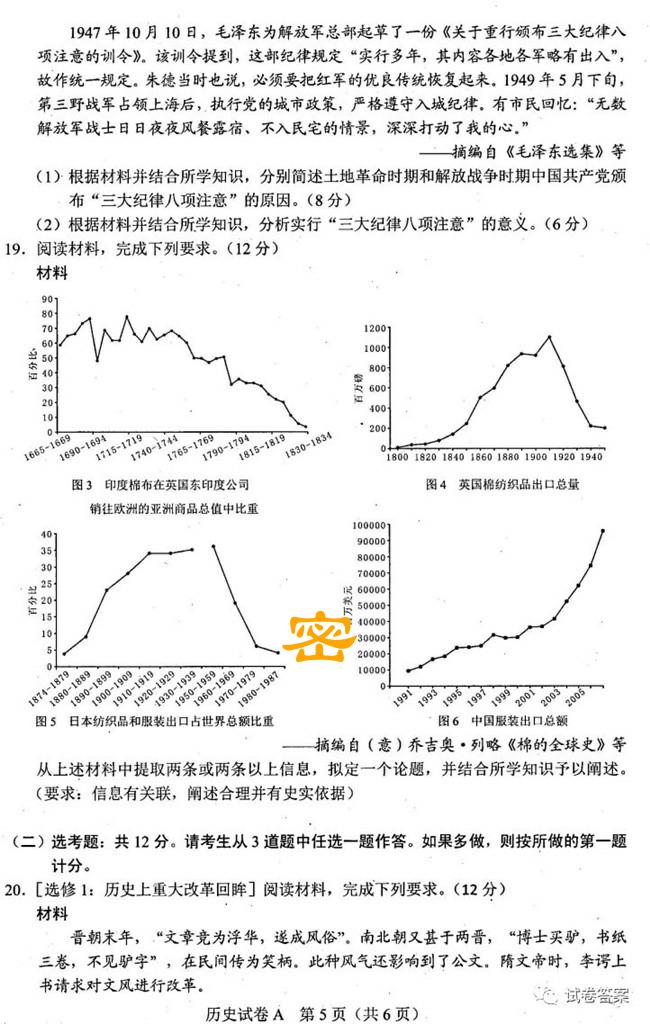 1947年10月10日，毛泽东为解放军总部起草了一份《关于重行颁布三大纪律八
项注意的训令》。该训令提到，这部纪律规定“实行多年，其内容各地各军略有出入”，
故作统一规定。朱德当时也说，必须要把红军的优良传统恢复起来。1949年5月下旬，
第三野战军占领上海后，执行党的城市政策，严格遵守入城纪律。有市民回忆：“无数
解放军战士日日夜夜风餐露宿、不入民宅的情景，深深打动了我的心。”
——摘编自《毛泽东选集》等
（1）根据材料并结合所学知识，分别简述土地革命时期和解放战争时期中国共产党颁
布“三大纪律八项注意”的原因。（8分）
（2）根据材料并结合所学知识，分析实行“三大纪律八项注意”的意义。（6分）
19．阅读材料，完成下列要求。（12分）
材料
90
80
70
60
50
40
30
20
10
0
百分比
1665-1669
1690-1694
1715-1719
1740-1744
1765-1769
1790-1794
1815-1819
1830-1834
图3 印度棉布在英国东印度公司
销往欧洲的亚洲商品总值中比重
1200
1000
800
600
400
200
0
百万磅
1800 1820 1840 1860 1880 1900 1920 1940
图4 英国棉纺织品出口总量
40
35
30
25
20
15
10
5
0
百分比
1874-1879
1880-1889
1890-1899
1900-1909
1910-1919
1920-1929
1930-1939
1950-1959
1960-1969
1970-1979
1980-1987
图5 日本纺织品和服装出口占世界总额比重
100000
90000
80000
70000
60000
50000
40000
30000
20000
10000
0
万美元
密
1991
1993
1995
1997
1999
2001
2003
2005
图6 中国服装出口总额
——摘编自（意）乔吉奥·列略《棉的全球史》等
从上述材料中提取两条或两条以上信息，拟定一个论题，并结合所学知识予以阐述。
（要求：信息有关联，阐述合理并有史实依据）
（二）选考题：共12分。请考生从3道题中任选一题作答。如果多做，则按所做的第一题
计分。
20．［选修1：历史上重大改革回眸］阅读材料，完成下列要求。（12分）
材料
晋朝末年，“文章竞为浮华，遂成风俗”。南北朝又甚于两晋，“博士买驴，书纸
三卷，不见驴字”，在民间传为笑柄。此种风气还影响到了公文。隋文帝时，李谔上
书请求对文风进行改革。
历史试卷A 第5页（共6页）
试卷答案